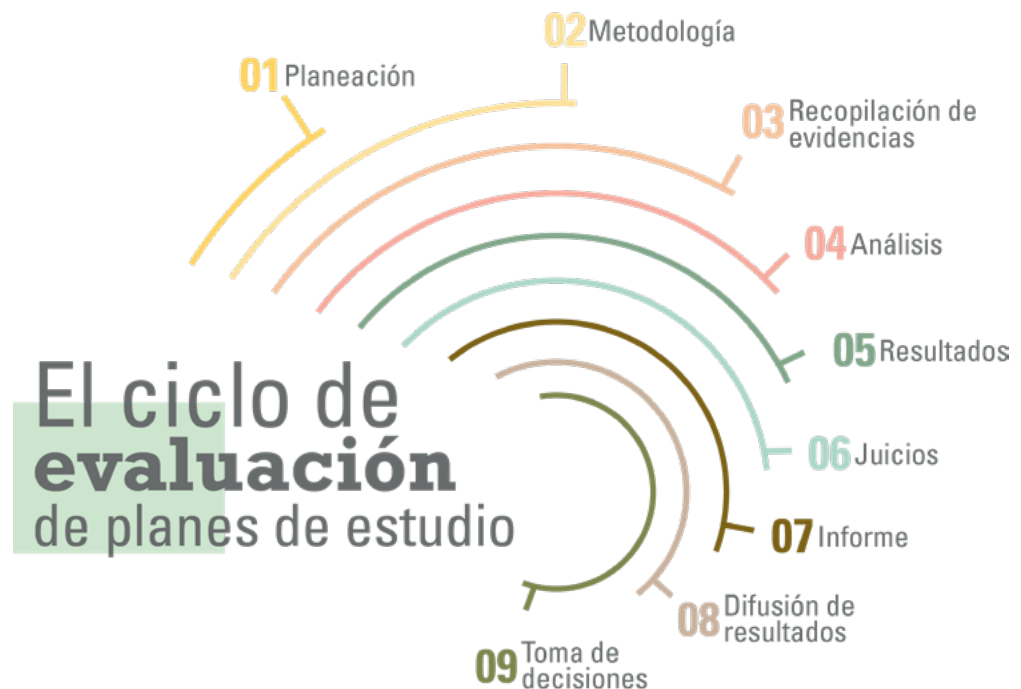 El ciclo de
evaluación
de planes de estudio
01 Planeación
02 Metodología
03 Recopilación de
evidencias
04 Análisis
05 Resultados
06 Juicios
07 Informe
08 Difusión de
resultados
09 Toma de
decisiones